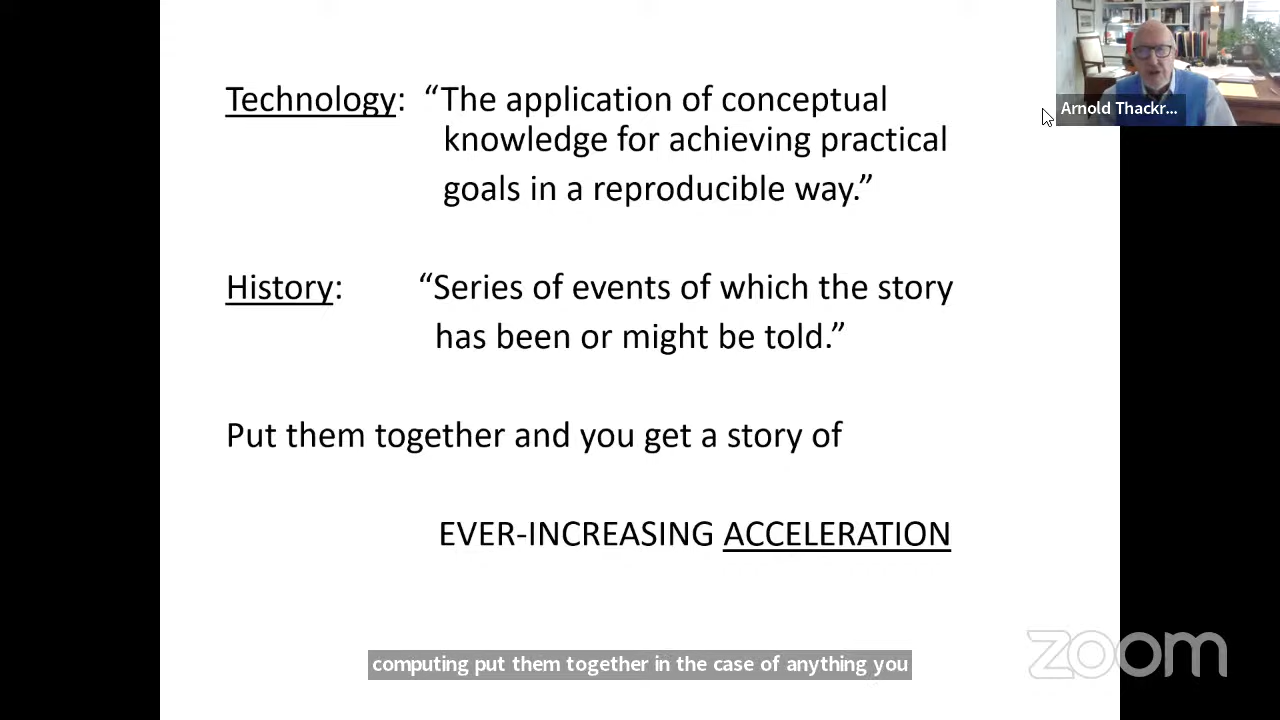 Technology: “The application of conceptual
knowledge for achieving practical
goals in a reproducible way.”
History: “Series of events of which the story
has been or might be told.”
Put them together and you get a story of
EVER-INCREASING ACCELERATION
Arnold Thackr...
computing put them together in the case of anything you
zoom